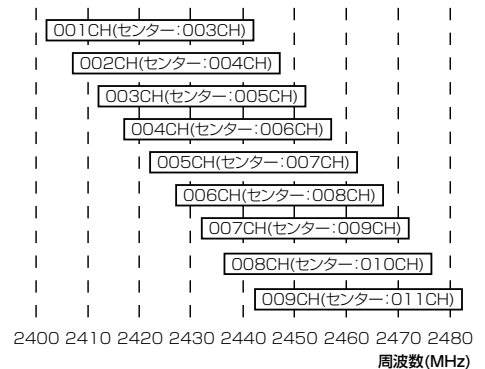 001CH(センター:003CH)
002CH(センター:004CH)
003CH(センター:005CH)
004CH(センター:006CH)
005CH(センター:007CH)
006CH(センター:008CH)
007CH(センター:009CH)
008CH(センター:010CH)
009CH(センター:011CH)
2400 2410 2420 2430 2440 2450 2460 2470 2480
周波数(MHz)